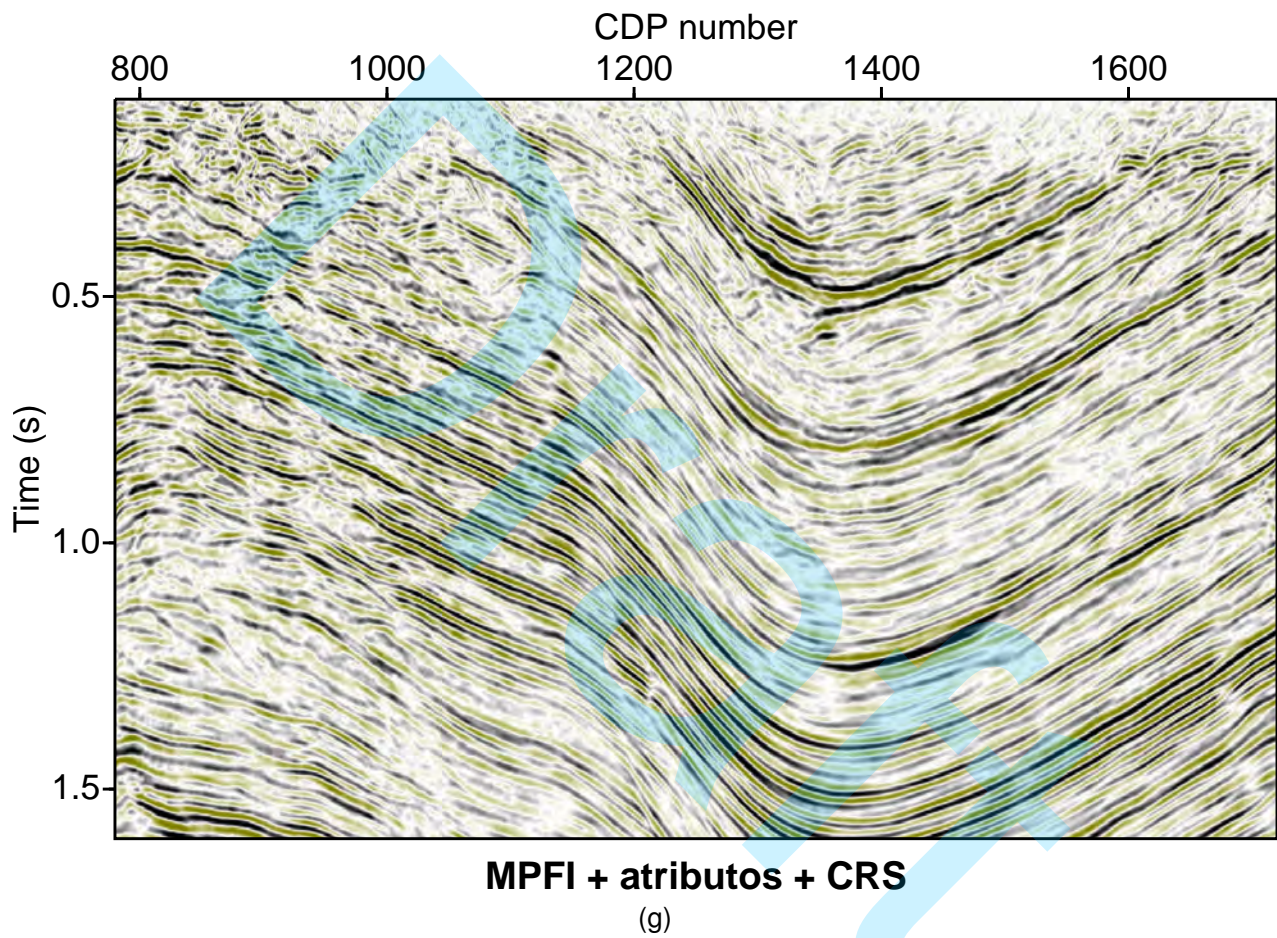 CDP number
800 1000 1200 1400 1600
Time (s)
0.5
1.0
1.5
Draft
MPFI + atributos + CRS
(g)